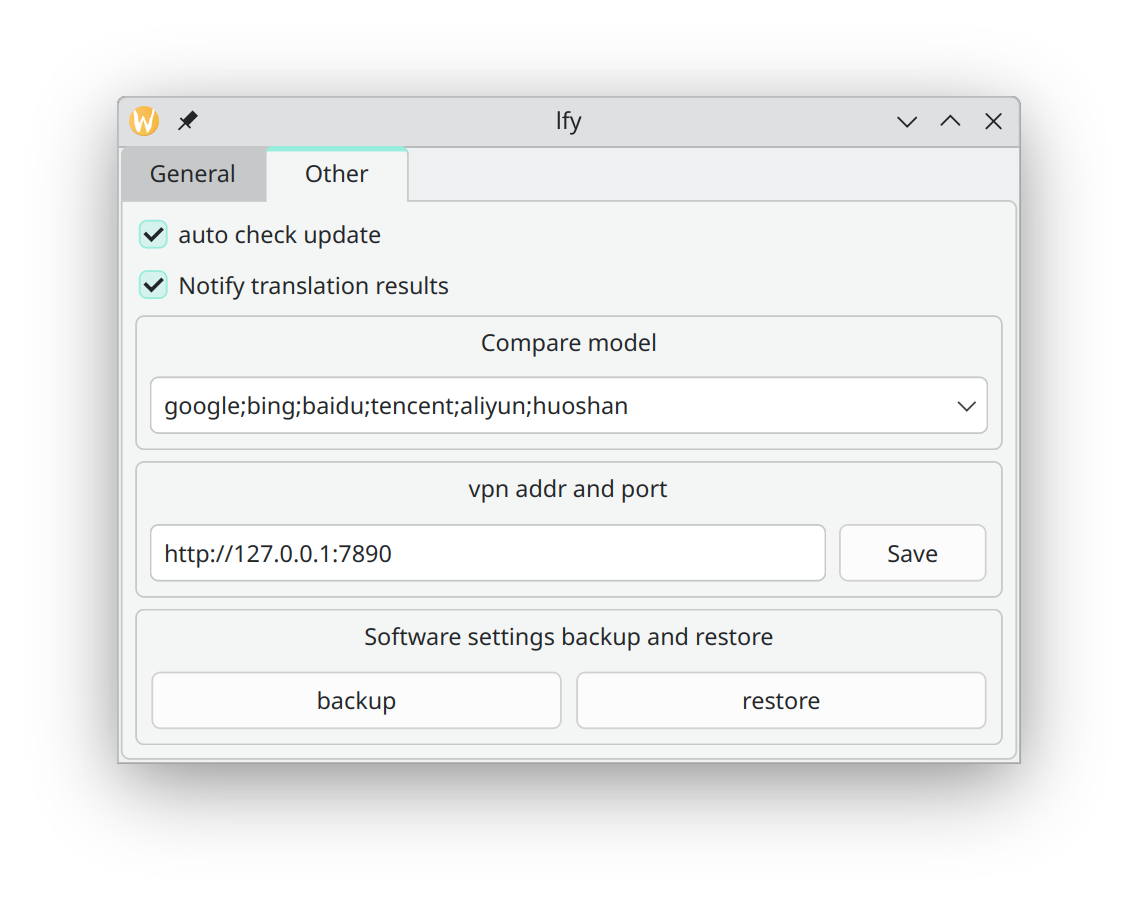 lfy
General
Other
auto check update
Notify translation results
Compare model
google;bing;baidu;tencent;aliyun;huoshan
vpn addr and port
http://127.0.0.1:7890
Save
Software settings backup and restore
backup
restore